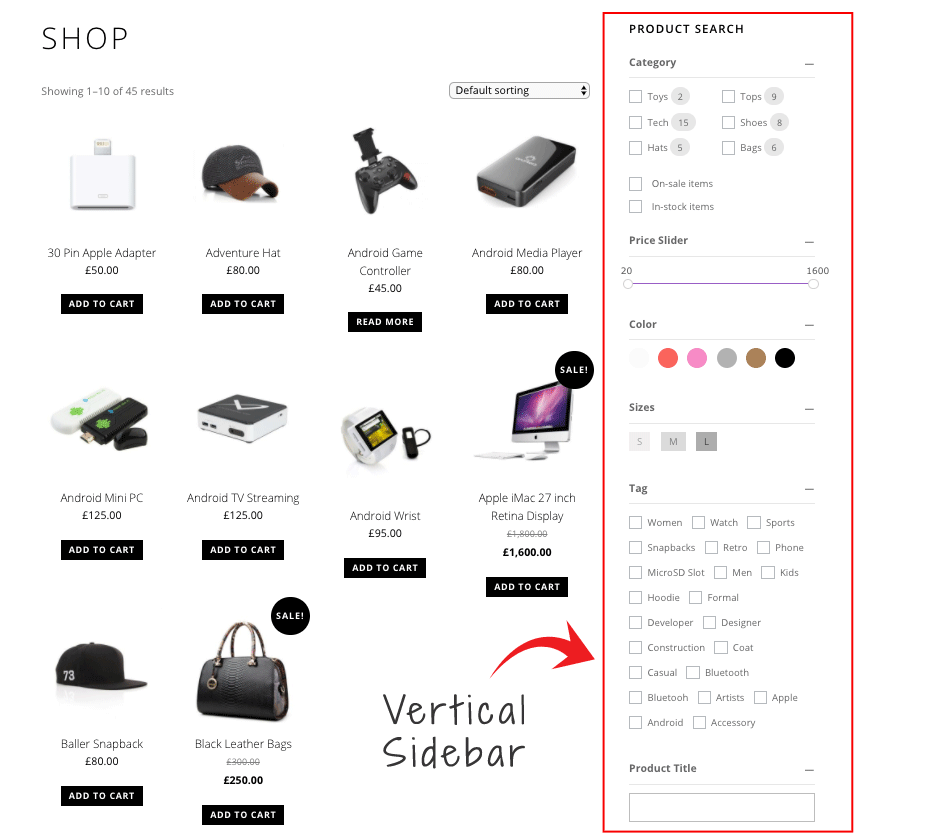 SHOP
Showing 1–10 of 45 results
Default sorting
30 Pin Apple Adapter
£50.00
ADD TO CART
Adventure Hat
£80.00
ADD TO CART
Android Game
Controller
£45.00
READ MORE
Android Media Player
£80.00
ADD TO CART
Android Mini PC
£125.00
ADD TO CART
Android TV Streaming
£125.00
ADD TO CART
Android Wrist
£95.00
ADD TO CART
SALE!
Apple iMac 27 inch
Retina Display
£1,800.00
£1,600.00
ADD TO CART
73
Baller Snapback
£80.00
ADD TO CART
SALE!
Black Leather Bags
£300.00
£250.00
ADD TO CART
Vertical
Sidebar
PRODUCT SEARCH
Category
Toys 2 Tops 9
Tech 15 Shoes 8
Hats 5 Bags 6
On-sale items
In-stock items
Price Slider
20 1600
Color
Sizes
S M L
Tag
Women Watch Sports
Snapbacks Retro Phone
MicroSD Slot Men Kids
Hoodie Formal
Developer Designer
Construction Coat
Casual Bluetooth
Bluetooh Artists Apple
Android Accessory
Product Title